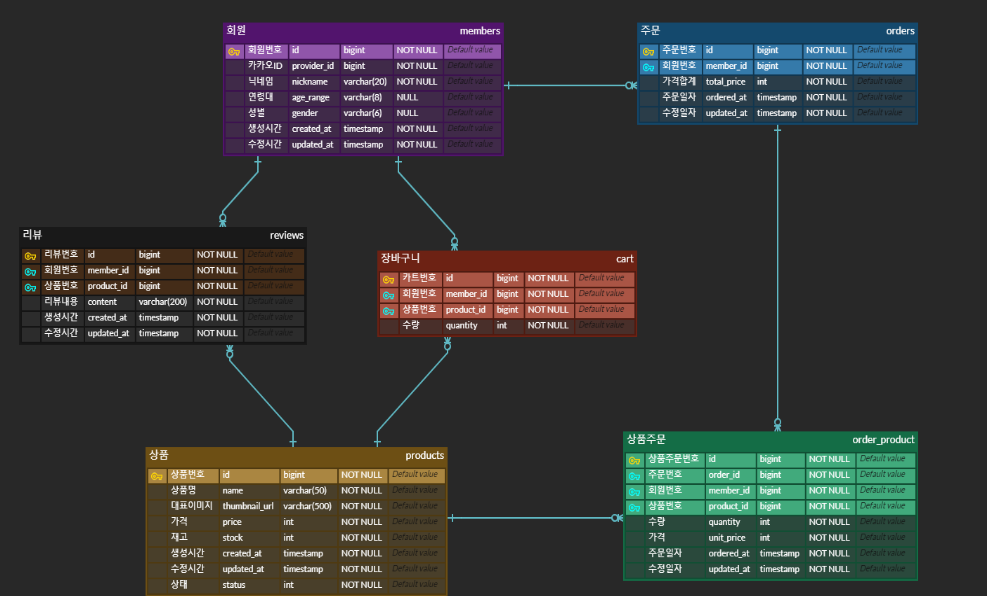 회원 members
회원번호 id bigint NOT NULL Default value
카카오ID provider_id bigint NOT NULL Default value
닉네임 nickname varchar(20) NOT NULL Default value
연령대 age_range varchar(8) NULL Default value
성별 gender varchar(6) NULL Default value
생성시간 created_at timestamp NOT NULL Default value
수정시간 updated_at timestamp NOT NULL Default value
주문 orders
주문번호 id bigint NOT NULL Default value
회원번호 member_id bigint NOT NULL Default value
가격합계 total_price int NOT NULL Default value
주문일자 ordered_at timestamp NOT NULL Default value
수정일자 updated_at timestamp NOT NULL Default value
리뷰 reviews
리뷰번호 id bigint NOT NULL Default value
회원번호 member_id bigint NOT NULL Default value
상품번호 product_id bigint NOT NULL Default value
리뷰내용 content varchar(200) NOT NULL Default value
생성시간 created_at timestamp NOT NULL Default value
수정시간 updated_at timestamp NOT NULL Default value
장바구니 cart
카트번호 id bigint NOT NULL Default value
회원번호 member_id bigint NOT NULL Default value
상품번호 product_id bigint NOT NULL Default value
수량 quantity int NOT NULL Default value
상품 products
상품번호 id bigint NOT NULL Default value
상품명 name varchar(50) NOT NULL Default value
대표이미지 thumbnail_url varchar(500) NOT NULL Default value
가격 price int NOT NULL Default value
재고 stock int NOT NULL Default value
생성시간 created_at timestamp NOT NULL Default value
수정시간 updated_at timestamp NOT NULL Default value
상태 status int NOT NULL Default value
상품주문 order_product
상품주문번호 id bigint NOT NULL Default value
주문번호 order_id bigint NOT NULL Default value
회원번호 member_id bigint NOT NULL Default value
상품번호 product_id bigint NOT NULL Default value
수량 quantity int NOT NULL Default value
가격 unit_price int NOT NULL Default value
주문일자 ordered_at timestamp NOT NULL Default value
수정일자 updated_at timestamp NOT NULL Default value